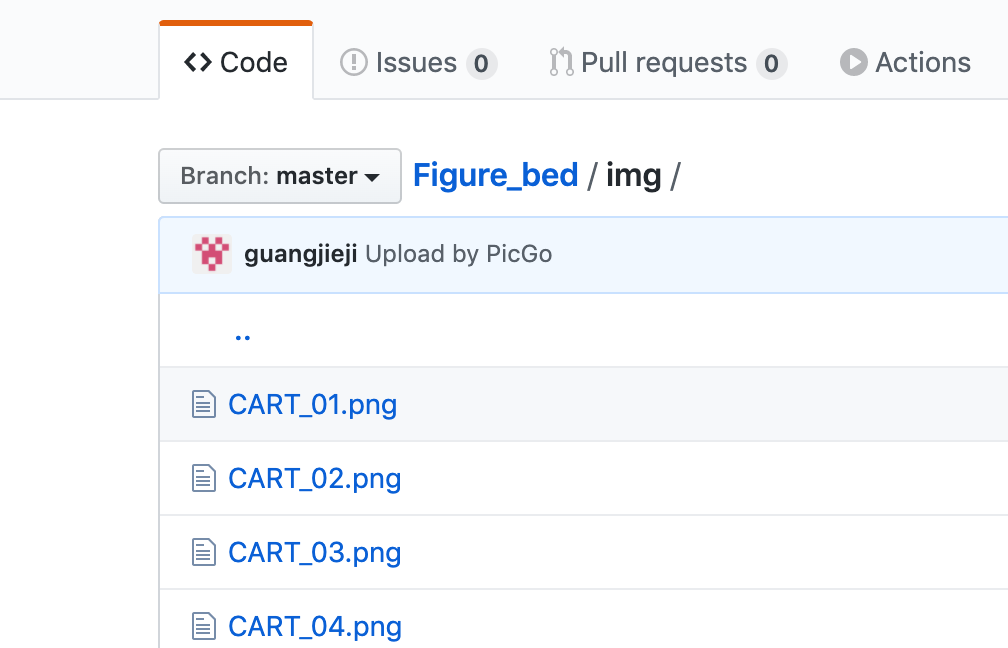 <> Code Issues 0 Pull requests 0 Actions
Branch: master Figure_bed / img /
guangjieji Upload by PicGo
..
CART_01.png
CART_02.png
CART_03.png
CART_04.png